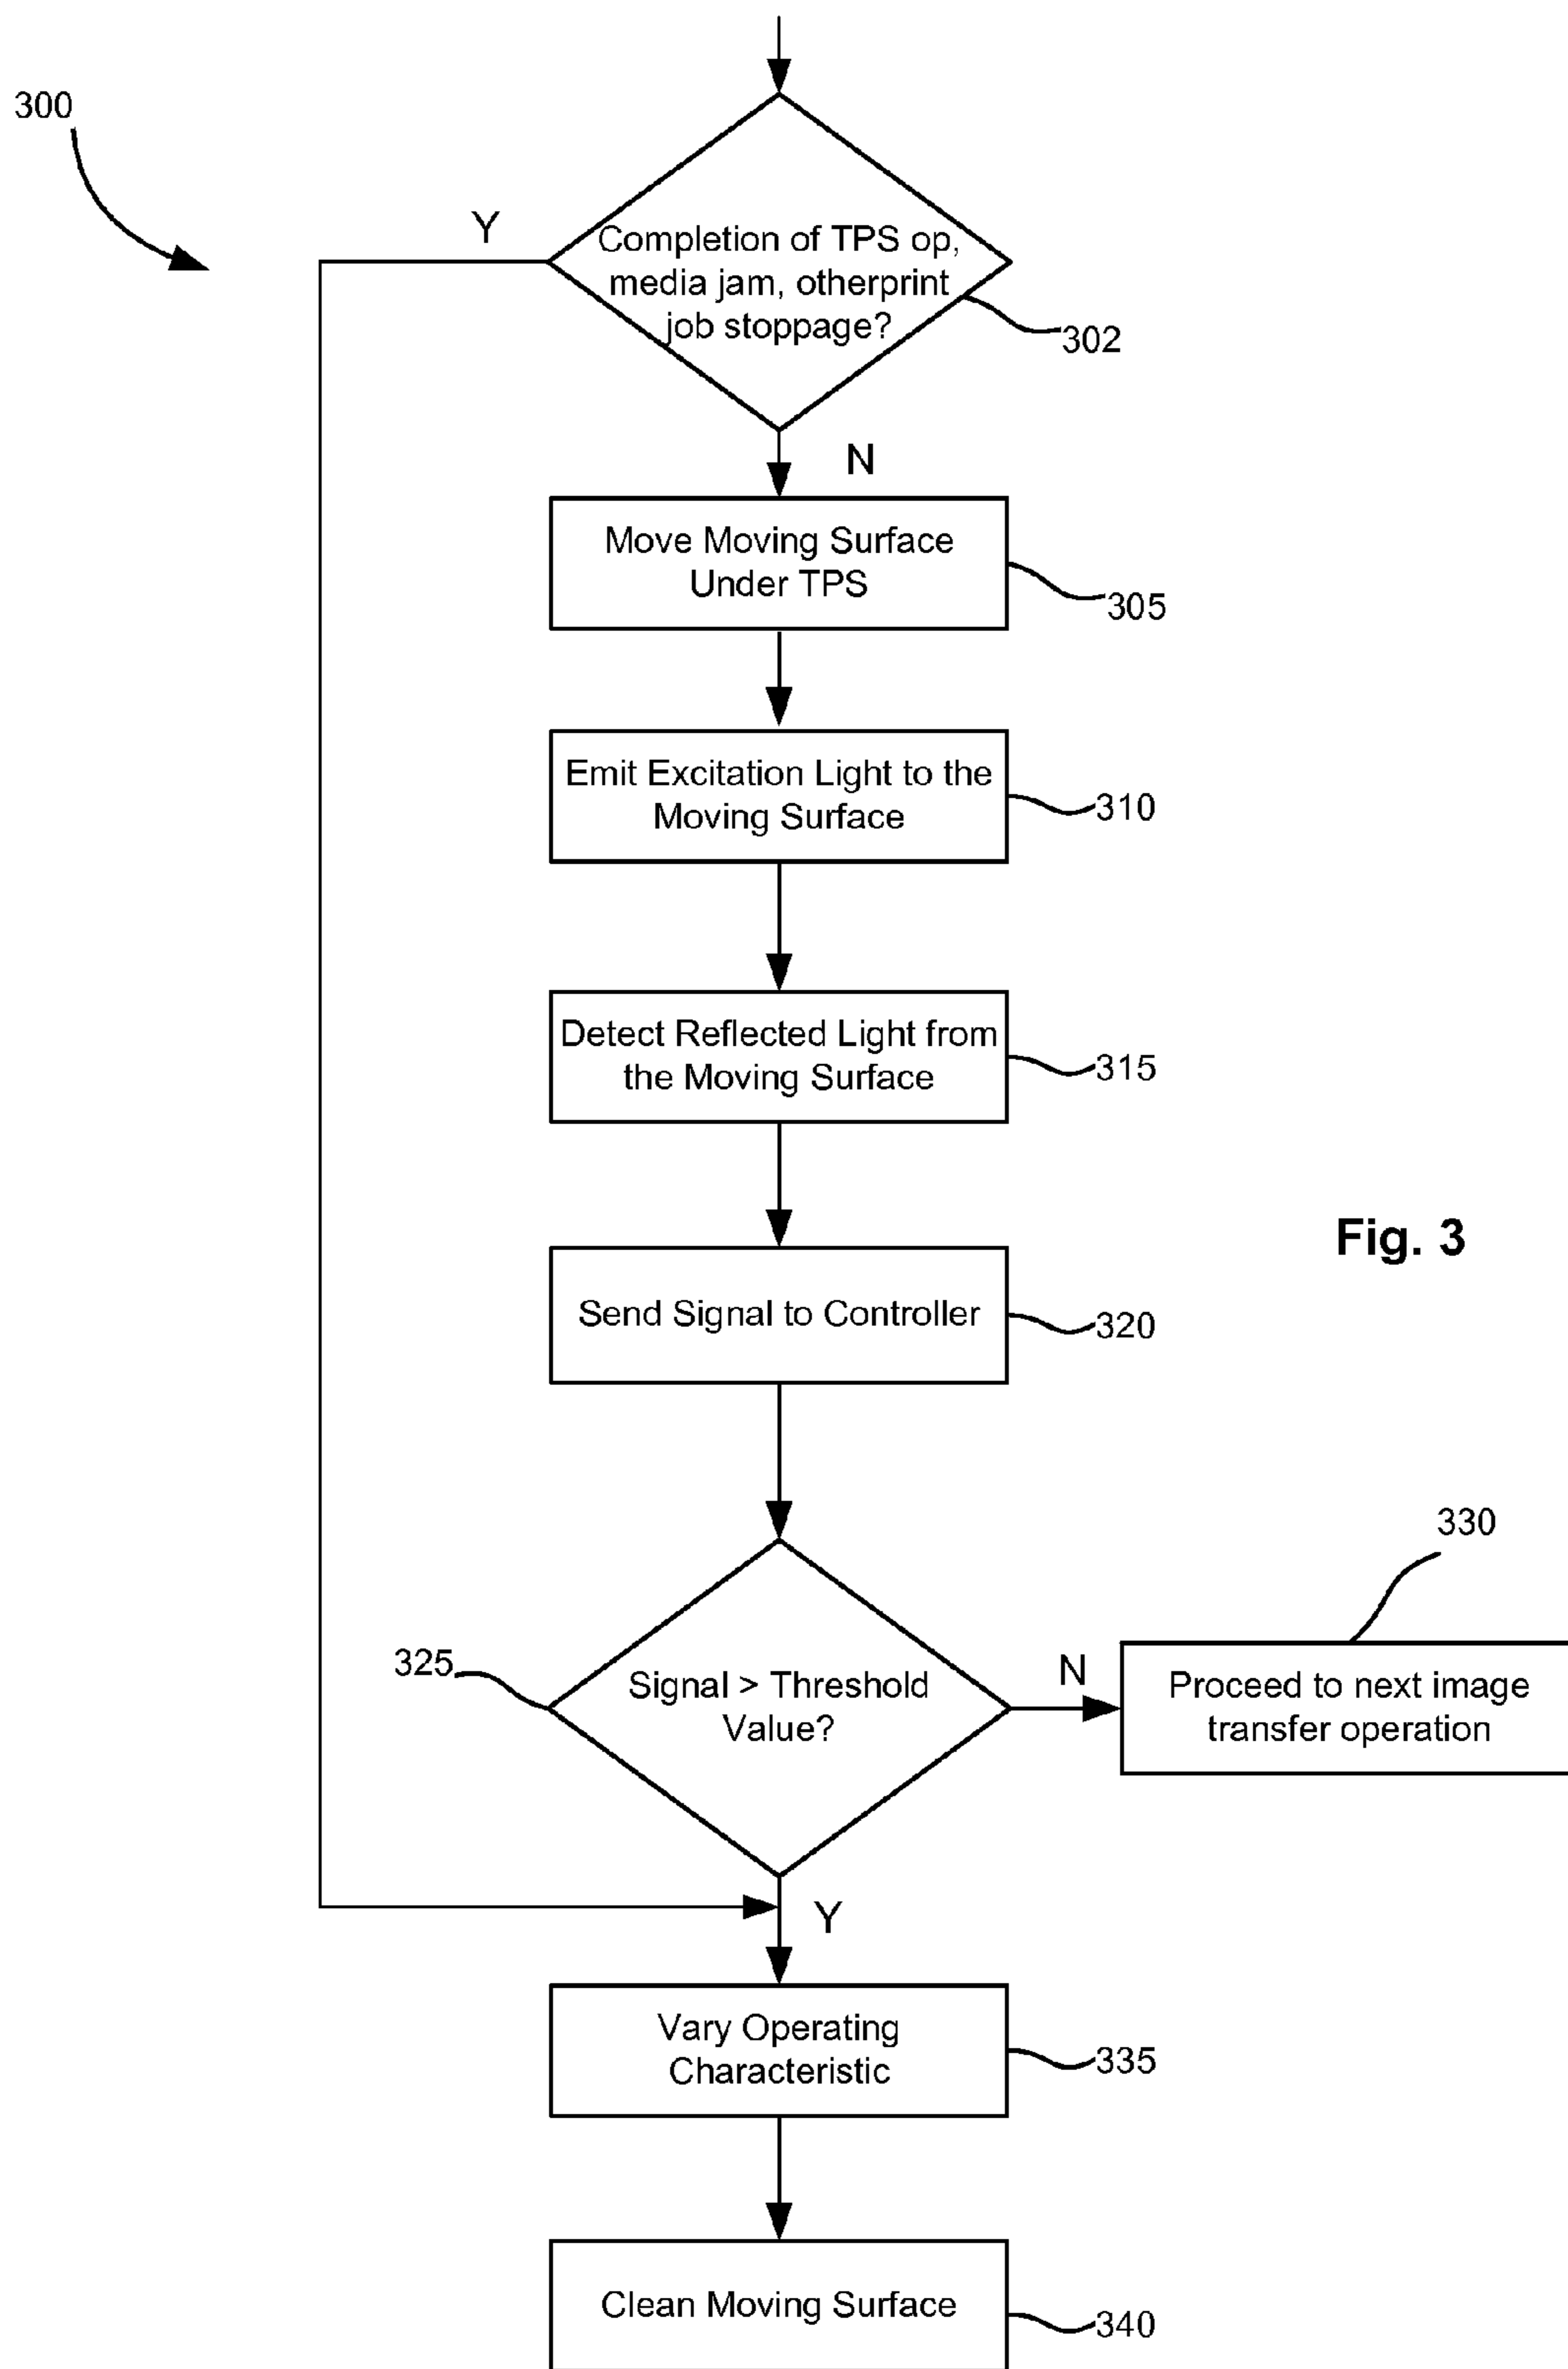 300
Y
Completion of TPS op,
media jam, otherprint
job stoppage?
302
N
Move Moving Surface
Under TPS
305
Emit Excitation Light to the
Moving Surface
310
Detect Reflected Light from
the Moving Surface
315
Fig. 3
Send Signal to Controller
320
330
325
Signal > Threshold
Value?
N
Proceed to next image
transfer operation
Y
Vary Operating
Characteristic
335
Clean Moving Surface
340